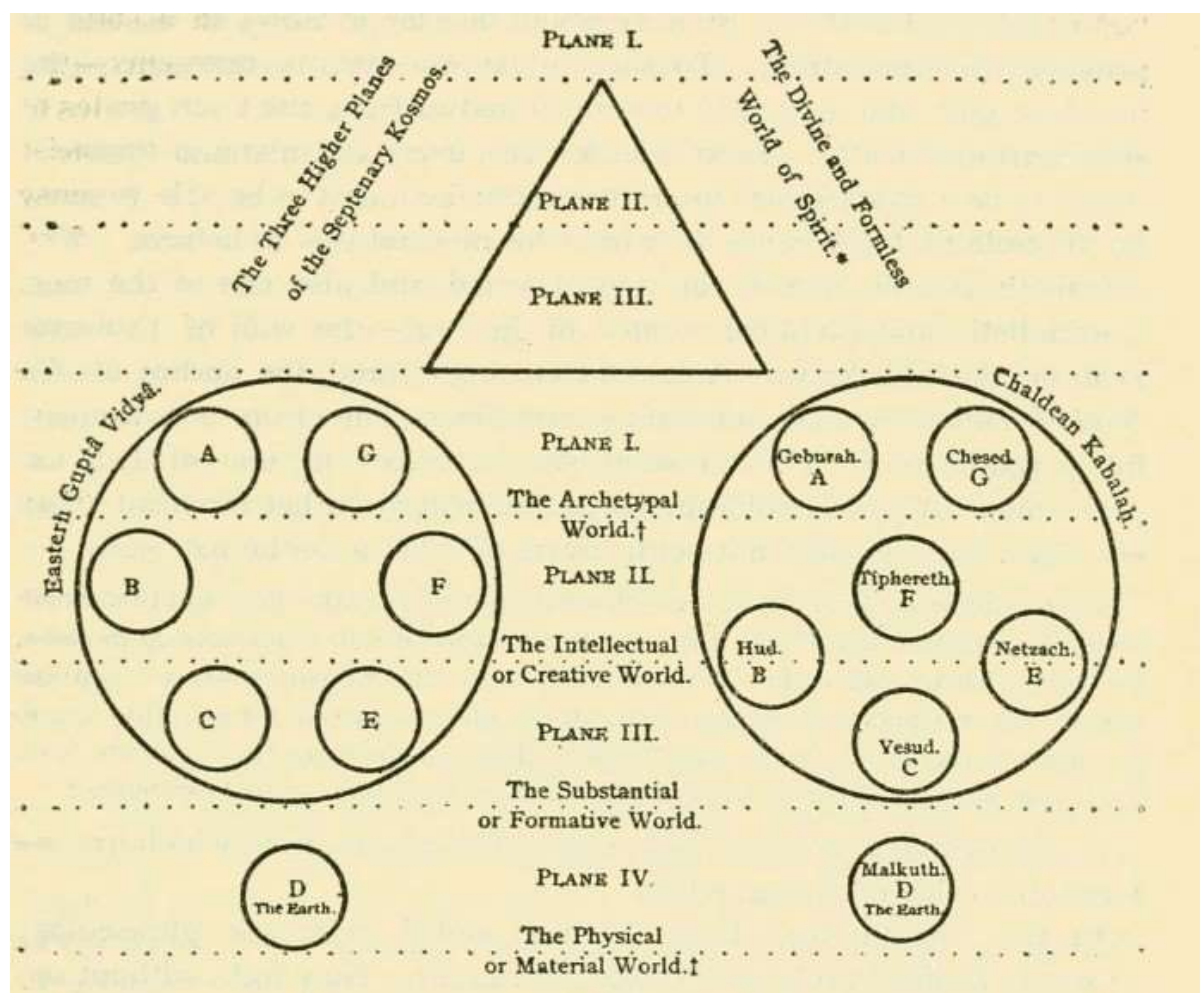 PLANE I.
The Three Higher Planes
of the Septenary Kosmos.
The Divine and Formless
World of Spirit.*
PLANE II.
PLANE III.
Eastern Gupta Vidyâ.
Chaldean Kabalah.
A
G
PLANE I.
Geburah.
A
Chesed.
G
The Archetypal
World.†
B
F
PLANE II.
Tiphereth.
F
The Intellectual
or Creative World.
Hud.
B
Netzach.
E
C
E
PLANE III.
Yesud.
C
The Substantial
or Formative World.
D
The Earth.
PLANE IV.
Malkuth.
D
The Earth.
The Physical
or Material World.‡